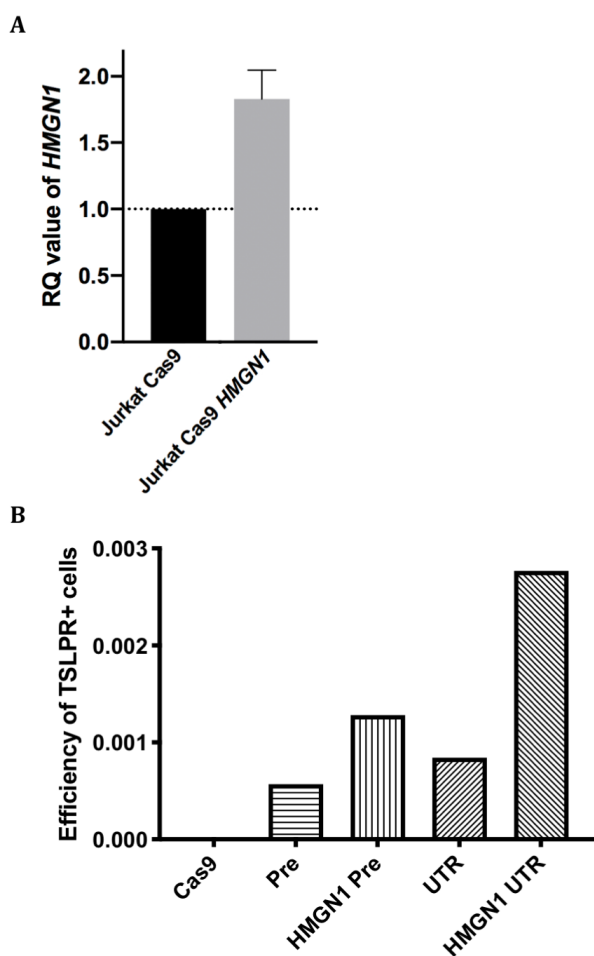 A
RQ value of HMGN1
2.0
1.5
1.0
0.5
0.0
Jurkat Cas9
Jurkat Cas9 HMGN1
B
Efficiency of TSLPR+ cells
0.003
0.002
0.001
0.000
Cas9
Pre
HMGN1 Pre
UTR
HMGN1 UTR